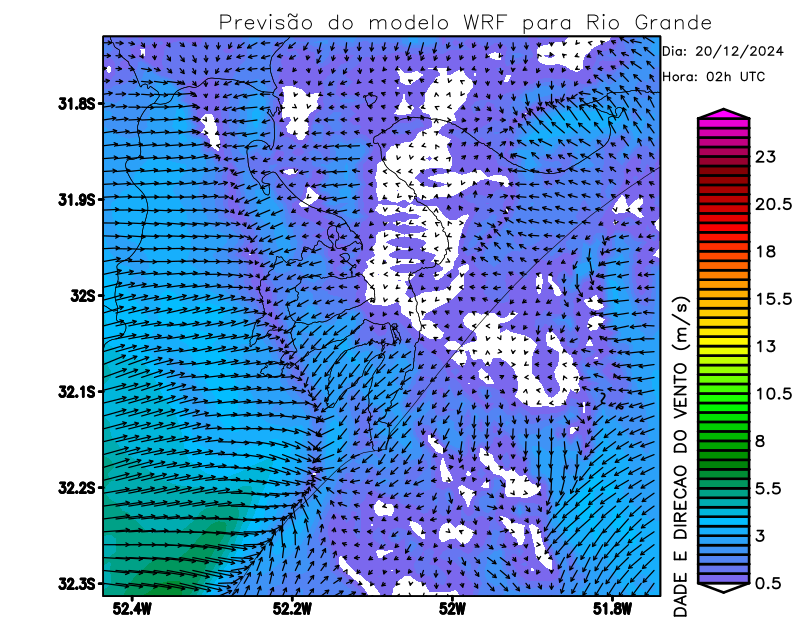 Previsão do modelo WRF para Rio Grande
Dia: 20/12/2024
Hora: 02h UTC
31.8S
31.9S
32S
32.1S
32.2S
32.3S
52.4W
52.2W
52W
51.8W
23
20.5
18
15.5
13
10.5
8
5.5
3
0.5
DADE E DIRECAO DO VENTO (m/s)